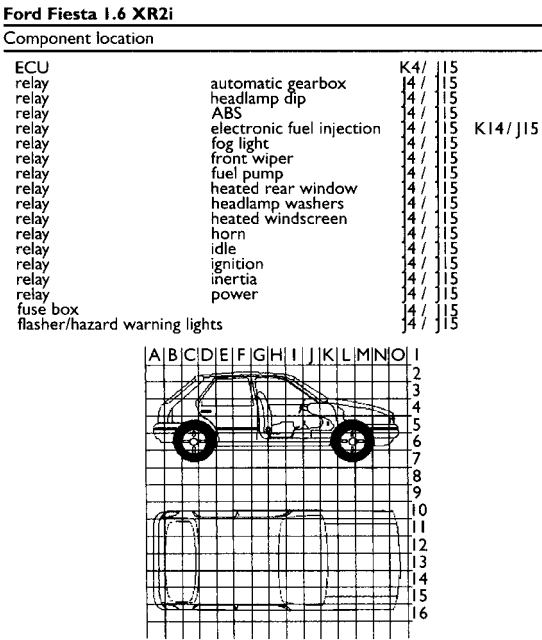 Ford Fiesta 1.6 XR2i
Component location
ECU K4/ J15
relay automatic gearbox J4/ J15
relay headlamp dip J4/ J15
relay ABS J4/ J15
relay electronic fuel injection J4/ J15 K14/J15
relay fog light J4/ J15
relay front wiper J4/ J15
relay fuel pump J4/ J15
relay heated rear window J4/ J15
relay headlamp washers J4/ J15
relay heated windscreen J4/ J15
relay horn J4/ J15
relay idle J4/ J15
relay ignition J4/ J15
relay inertia J4/ J15
relay power J4/ J15
fuse box J4/ J15
flasher/hazard warning lights J4/ J15
A B C D E F G H I J K L M N O 1
2
3
4
5
6
7
8
9
10
11
12
13
14
15
16